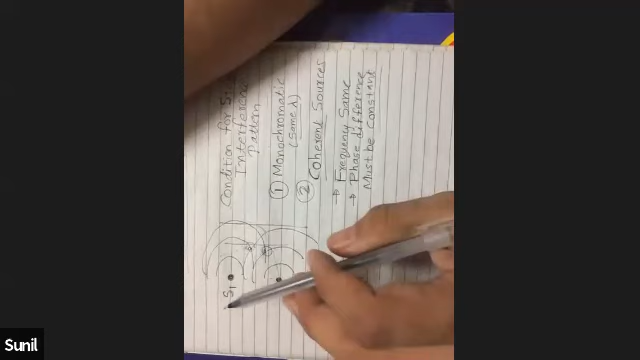 Condition for
Interference
Pattern
① Monochromatic
(Same λ)
② Coherent Sources
→ Frequency Same
→ Phase difference
Must be Constant
S1
Sunil